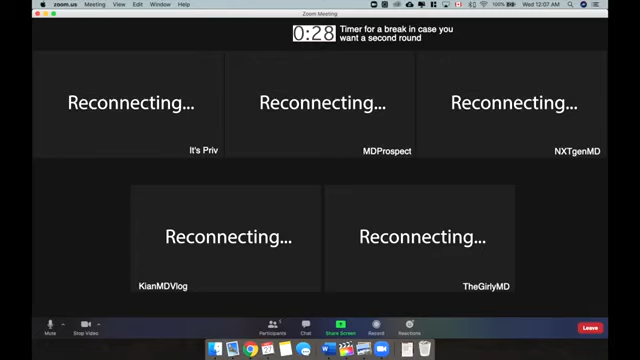 zoom.us Meeting View Edit Window Help
100% Wed 12:07 AM
Zoom Meeting
0:28
Timer for a break in case you
want a second round
Reconnecting...
It's Priv
Reconnecting...
MDProspect
Reconnecting...
NXTgenMD
Reconnecting...
KianMDVlog
Reconnecting...
TheGirlyMD
Mute
Stop Video
Participants
Chat
Share Screen
Record
Reactions
Leave